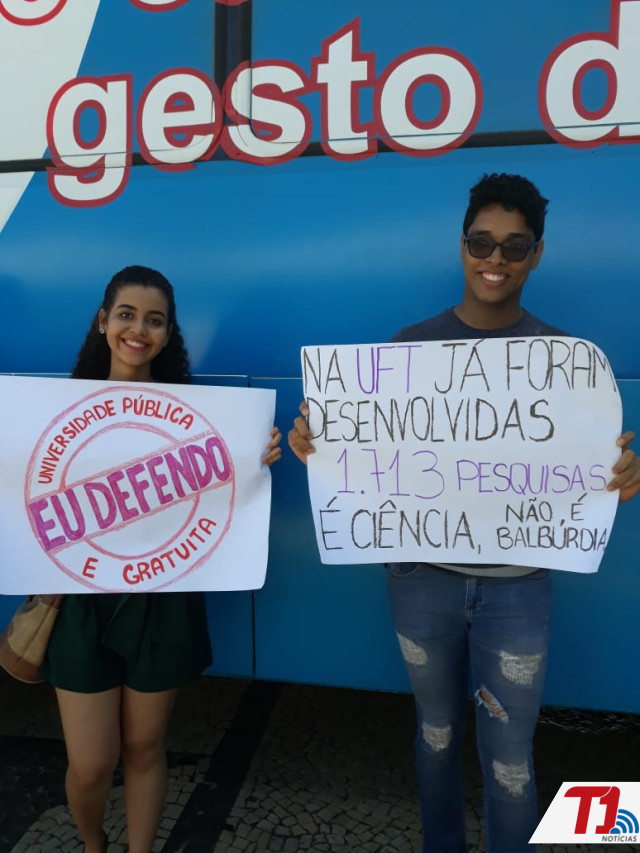 gesto d
UNIVERSIDADE PÚBLICA
EU DEFENDO
E GRATUITA
NA UFT JÁ FORAM
DESENVOLVIDAS
1.713 PESQUISAS
É CIÊNCIA, NÃO É
BALBÚRDIA
T1
NOTÍCIAS